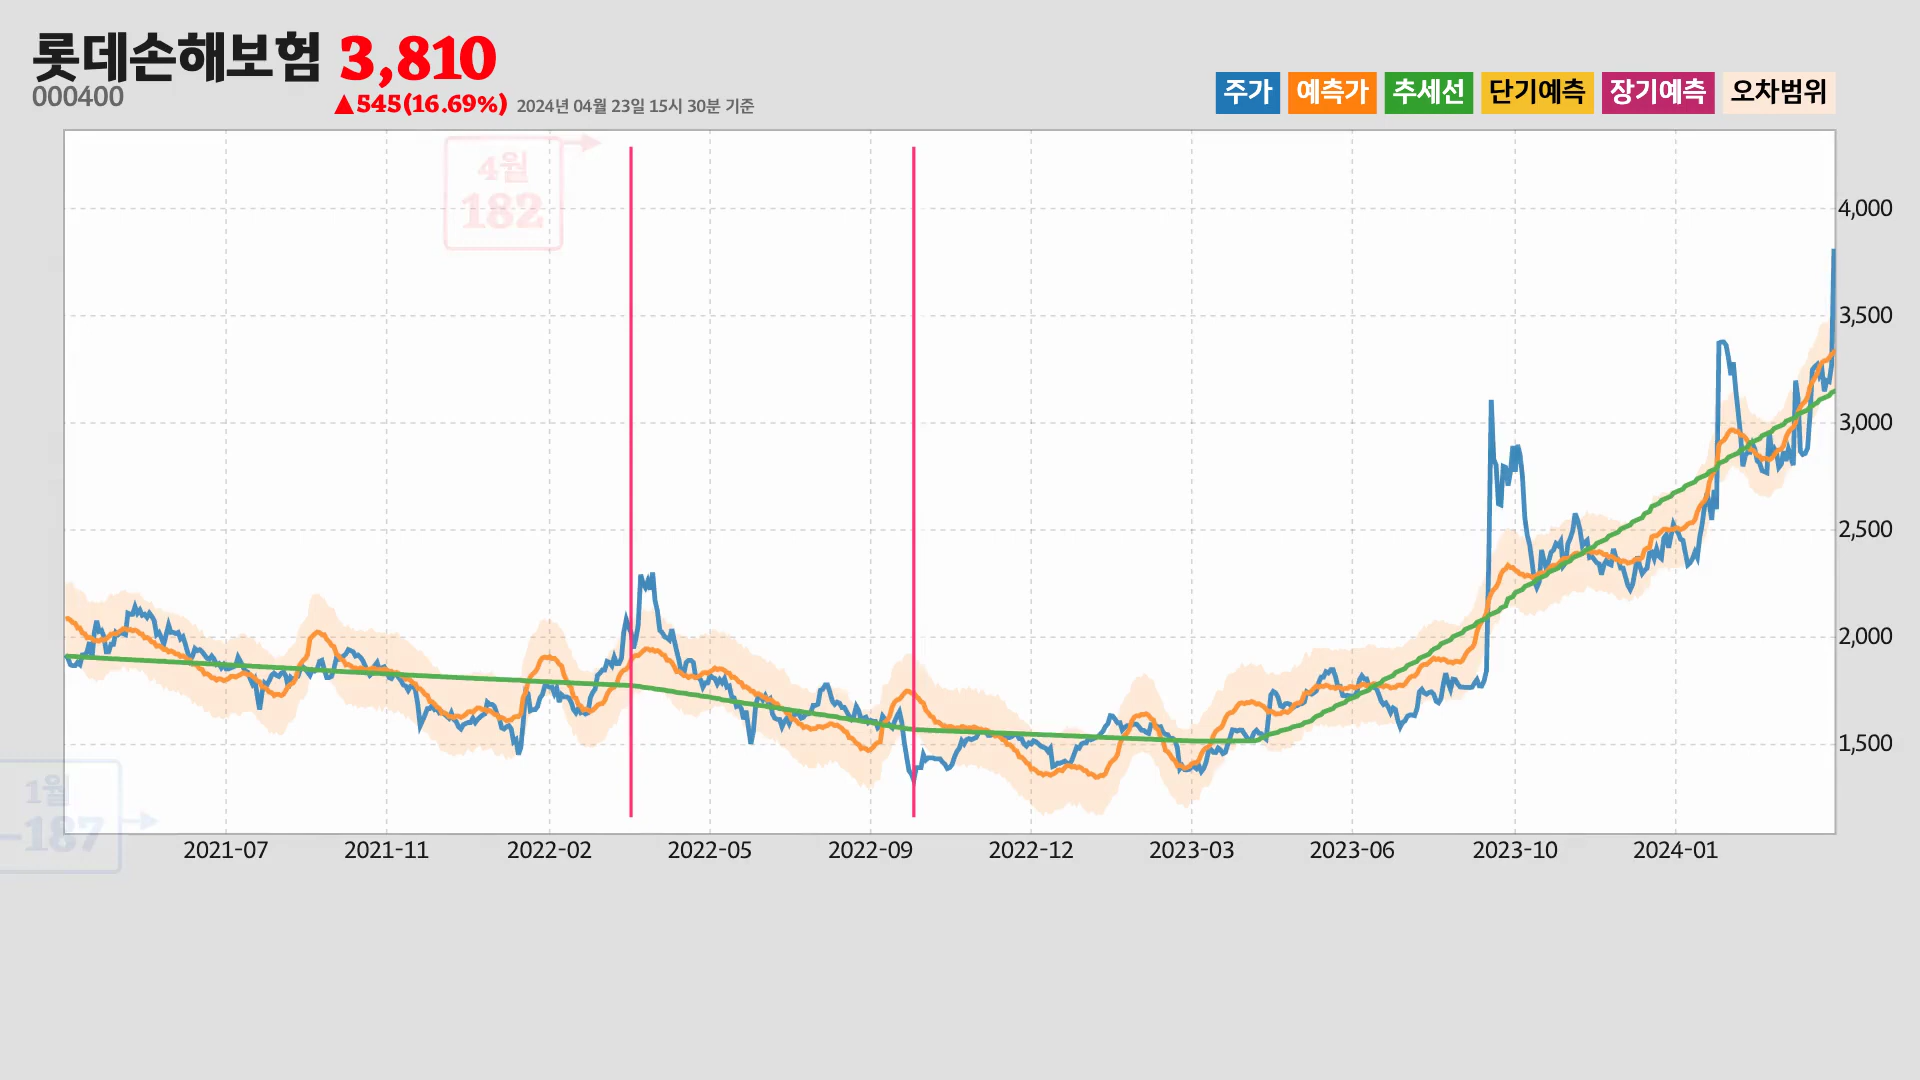 롯데손해보험 3,810
000400
▲545(16.69%) 2024년 04월 23일 15시 30분 기준
주가 예측가 추세선 단기예측 장기예측 오차범위
4월
182
4,000
3,500
3,000
2,500
2,000
1,500
1월
-187
2021-07 2021-11 2022-02 2022-05 2022-09 2022-12 2023-03 2023-06 2023-10 2024-01